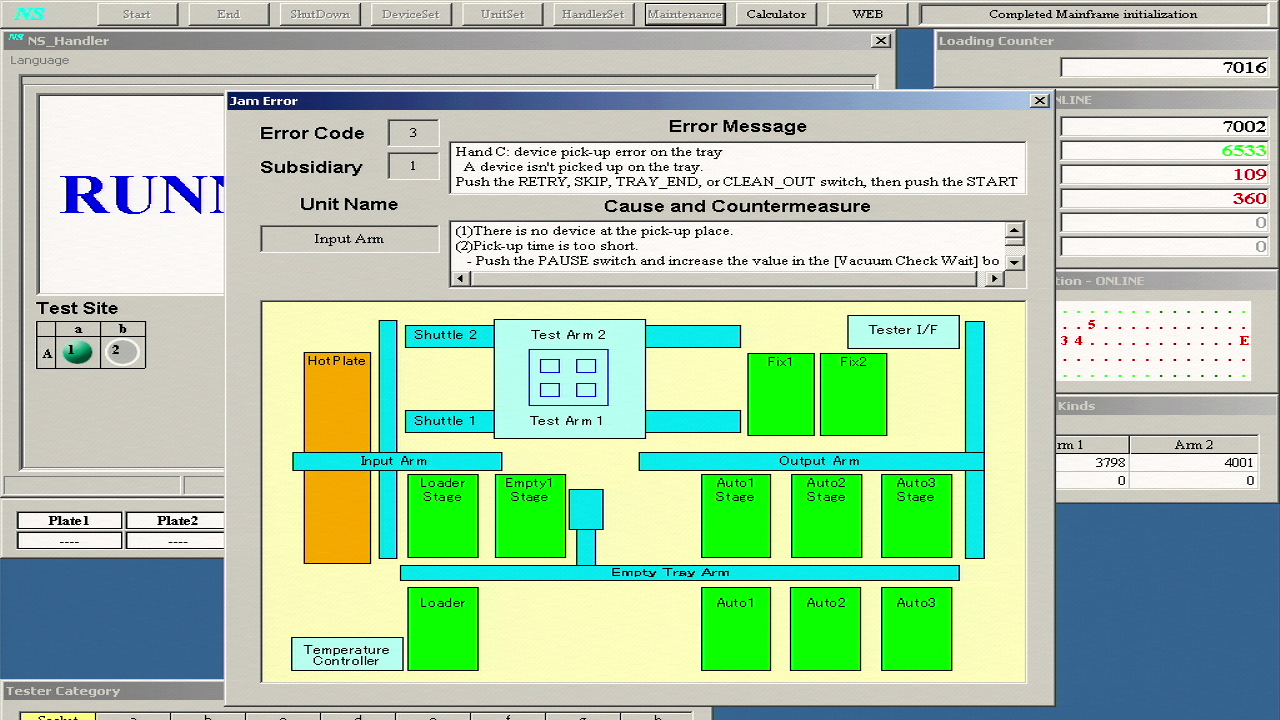 NS Start End ShutDown DeviceSet UnitSet HandlerSet Maintenance Calculator WEB Completed Mainframe initialization
NS NS_Handler
Language
RUNN
Test Site
a b
A 1 2
Plate1 Plate2
---- ----
Tester Category
Socket a b c d e f g h
Loading Counter
7016
NLINE
7002
6533
109
360
0
0
tion - ONLINE
5
3 4 E
Kinds
rm 1 Arm 2
3798 4001
0 0
Jam Error
Error Code 3
Subsidiary 1
Unit Name
Input Arm
Error Message
Hand C: device pick-up error on the tray
A device isn't picked up on the tray.
Push the RETRY, SKIP, TRAY_END, or CLEAN_OUT switch, then push the START
Cause and Countermeasure
(1)There is no device at the pick-up place.
(2)Pick-up time is too short.
- Push the PAUSE switch and increase the value in the [Vacuum Check Wait] bo
Shuttle 2 Test Arm 2 Tester I/F
HotPlate Fix1 Fix2
Shuttle 1 Test Arm 1
Input Arm Output Arm
Loader Stage
Empty1 Stage
Auto1 Stage
Auto2 Stage
Auto3 Stage
Empty Tray Arm
Loader Auto1 Auto2 Auto3
Temperature
Controller